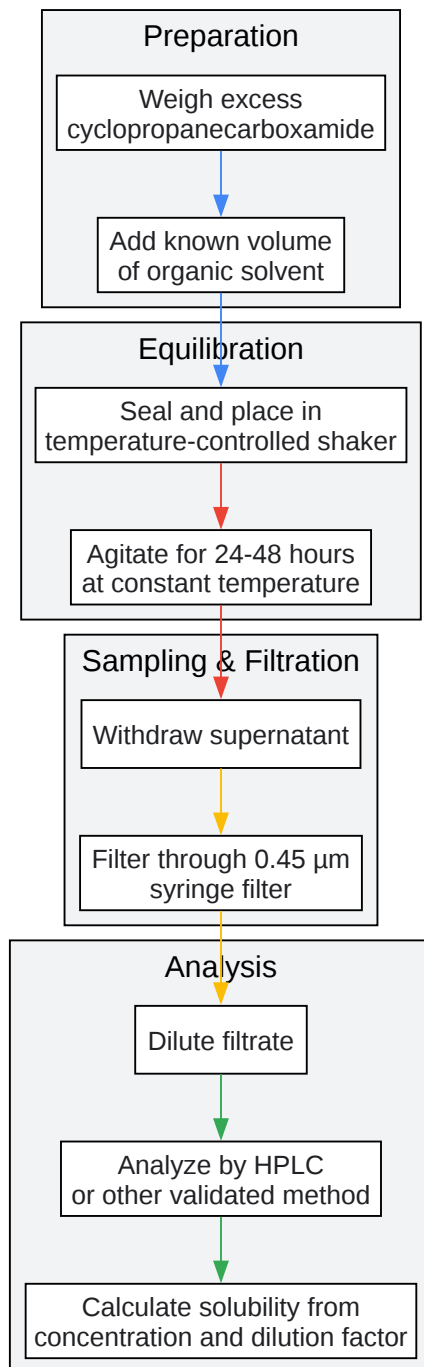 Preparation
Weigh excess
cyclopropanecarboxamide
Add known volume
of organic solvent
Equilibration
Seal and place in
temperature-controlled shaker
Agitate for 24-48 hours
at constant temperature
Sampling & Filtration
Withdraw supernatant
Filter through 0.45 µm
syringe filter
Analysis
Dilute filtrate
Analyze by HPLC
or other validated method
Calculate solubility from
concentration and dilution factor